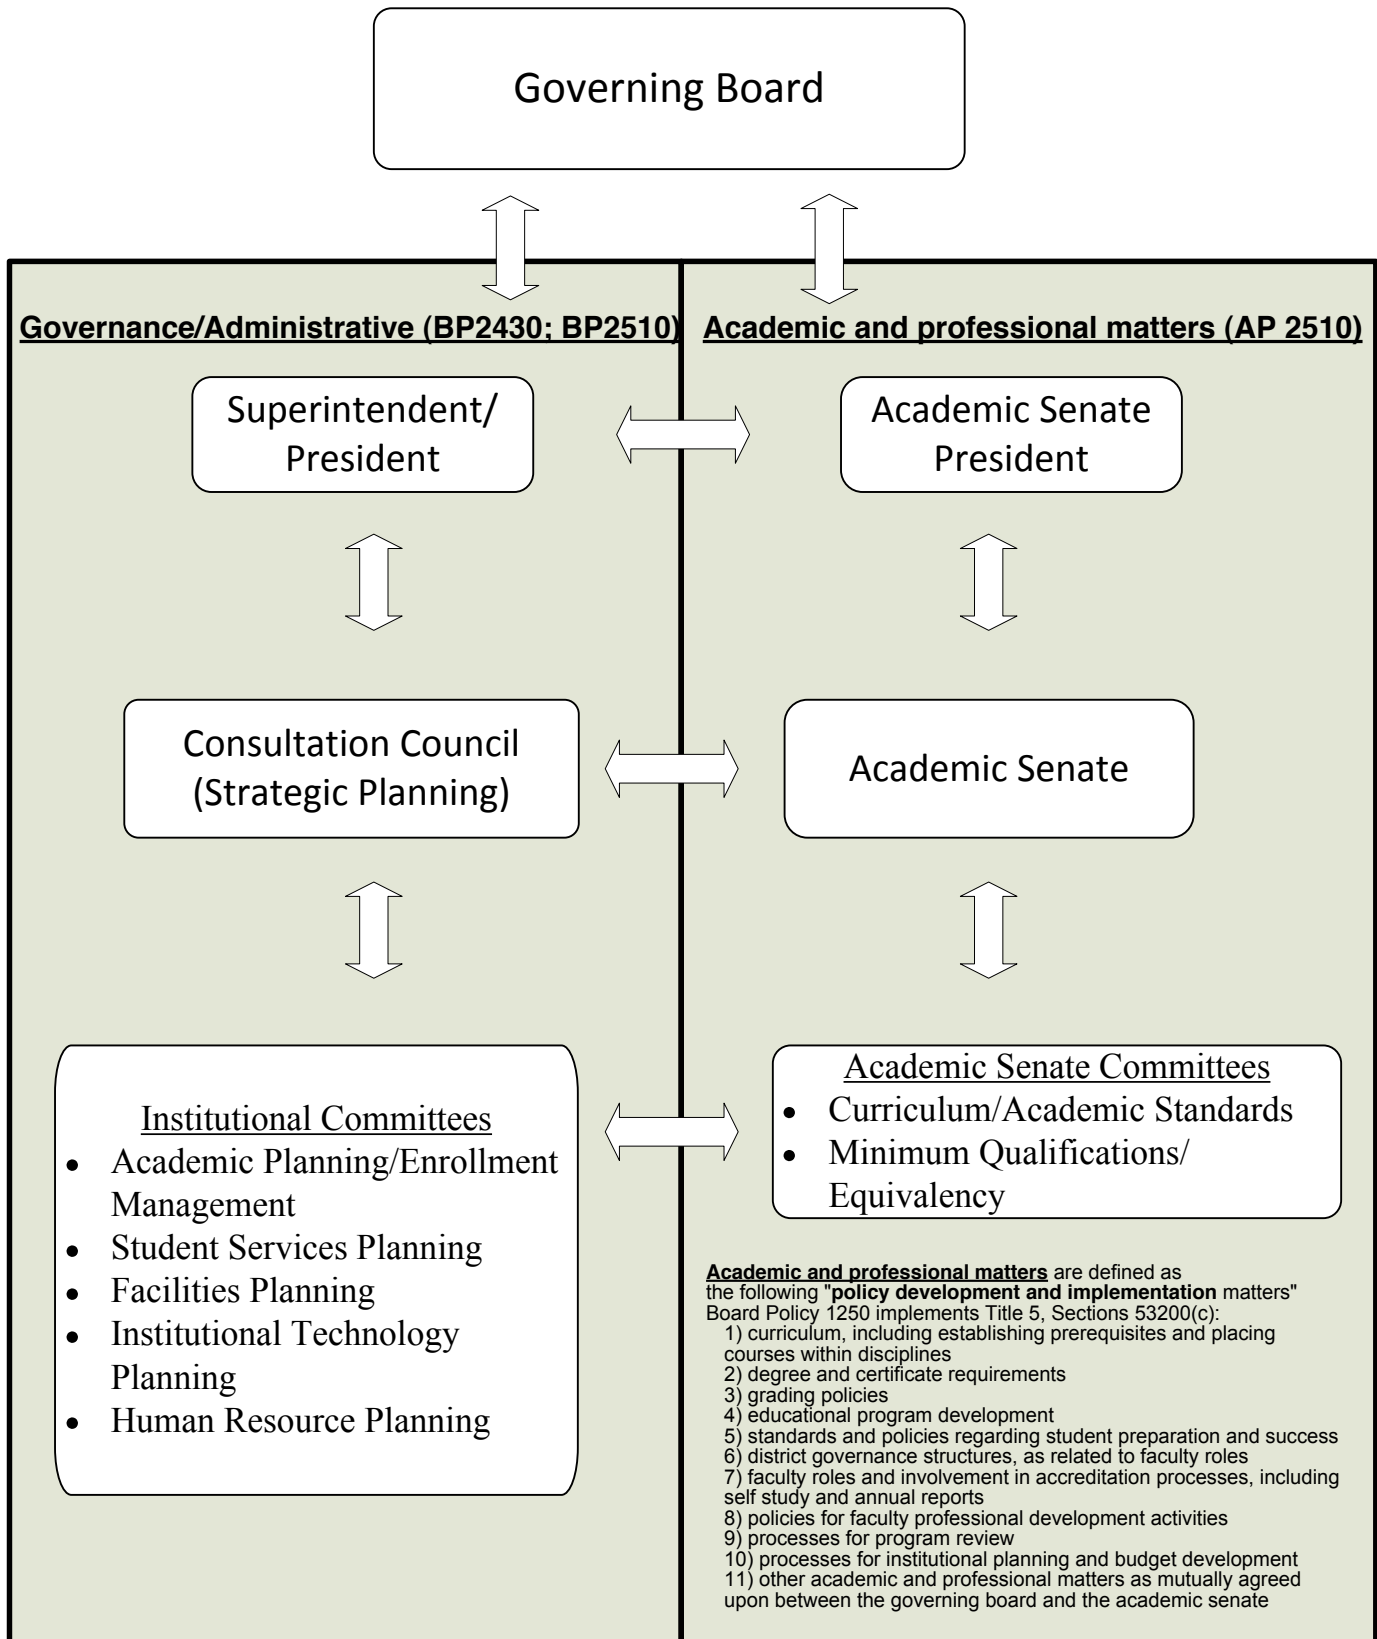 Governing Board
Governance/Administrative (BP2430; BP2510)
Superintendent/
President
Consultation Council
(Strategic Planning)
Institutional Committees
• Academic Planning/Enrollment
Management
• Student Services Planning
• Facilities Planning
• Institutional Technology
Planning
• Human Resource Planning
Academic and professional matters (AP 2510)
Academic Senate
President
Academic Senate
Academic Senate Committees
• Curriculum/Academic Standards
• Minimum Qualifications/
Equivalency
Academic and professional matters are defined as
the following "policy development and implementation matters"
Board Policy 1250 implements Title 5, Sections 53200(c):
1) curriculum, including establishing prerequisites and placing
courses within disciplines
2) degree and certificate requirements
3) grading policies
4) educational program development
5) standards and policies regarding student preparation and success
6) district governance structures, as related to faculty roles
7) faculty roles and involvement in accreditation processes, including
self study and annual reports
8) policies for faculty professional development activities
9) processes for program review
10) processes for institutional planning and budget development
11) other academic and professional matters as mutually agreed
upon between the governing board and the academic senate